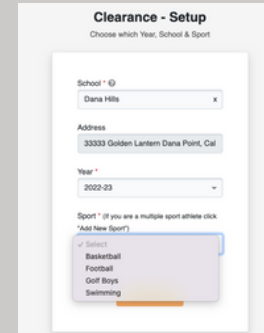 Clearance - Setup
Choose which Year, School & Sport
School *
Dana Hills x
Address
33333 Golden Lantern Dana Point, Cal
Year *
2022-23
Sport * (If you are a multiple sport athlete click
"Add New Sport")
✓ Select
Basketball
Football
Golf Boys
Swimming